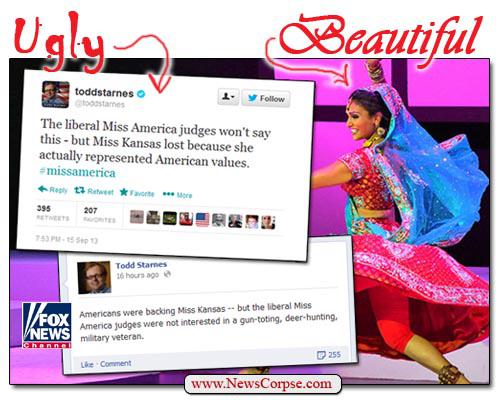 Ugly
Beautiful
toddstarnes
@toddstarnes
Follow
The liberal Miss America judges won't say
this - but Miss Kansas lost because she
actually represented American values.
#missamerica
Reply Retweet Favorite More
395
RETWEETS
207
FAVORITES
7:53 PM - 15 Sep 13
Todd Starnes
16 hours ago
Americans were backing Miss Kansas -- but the liberal Miss
America judges were not interested in a gun-toting, deer-hunting,
military veteran.
Like · Comment
255
FOX
NEWS
Channel
www.NewsCorpse.com